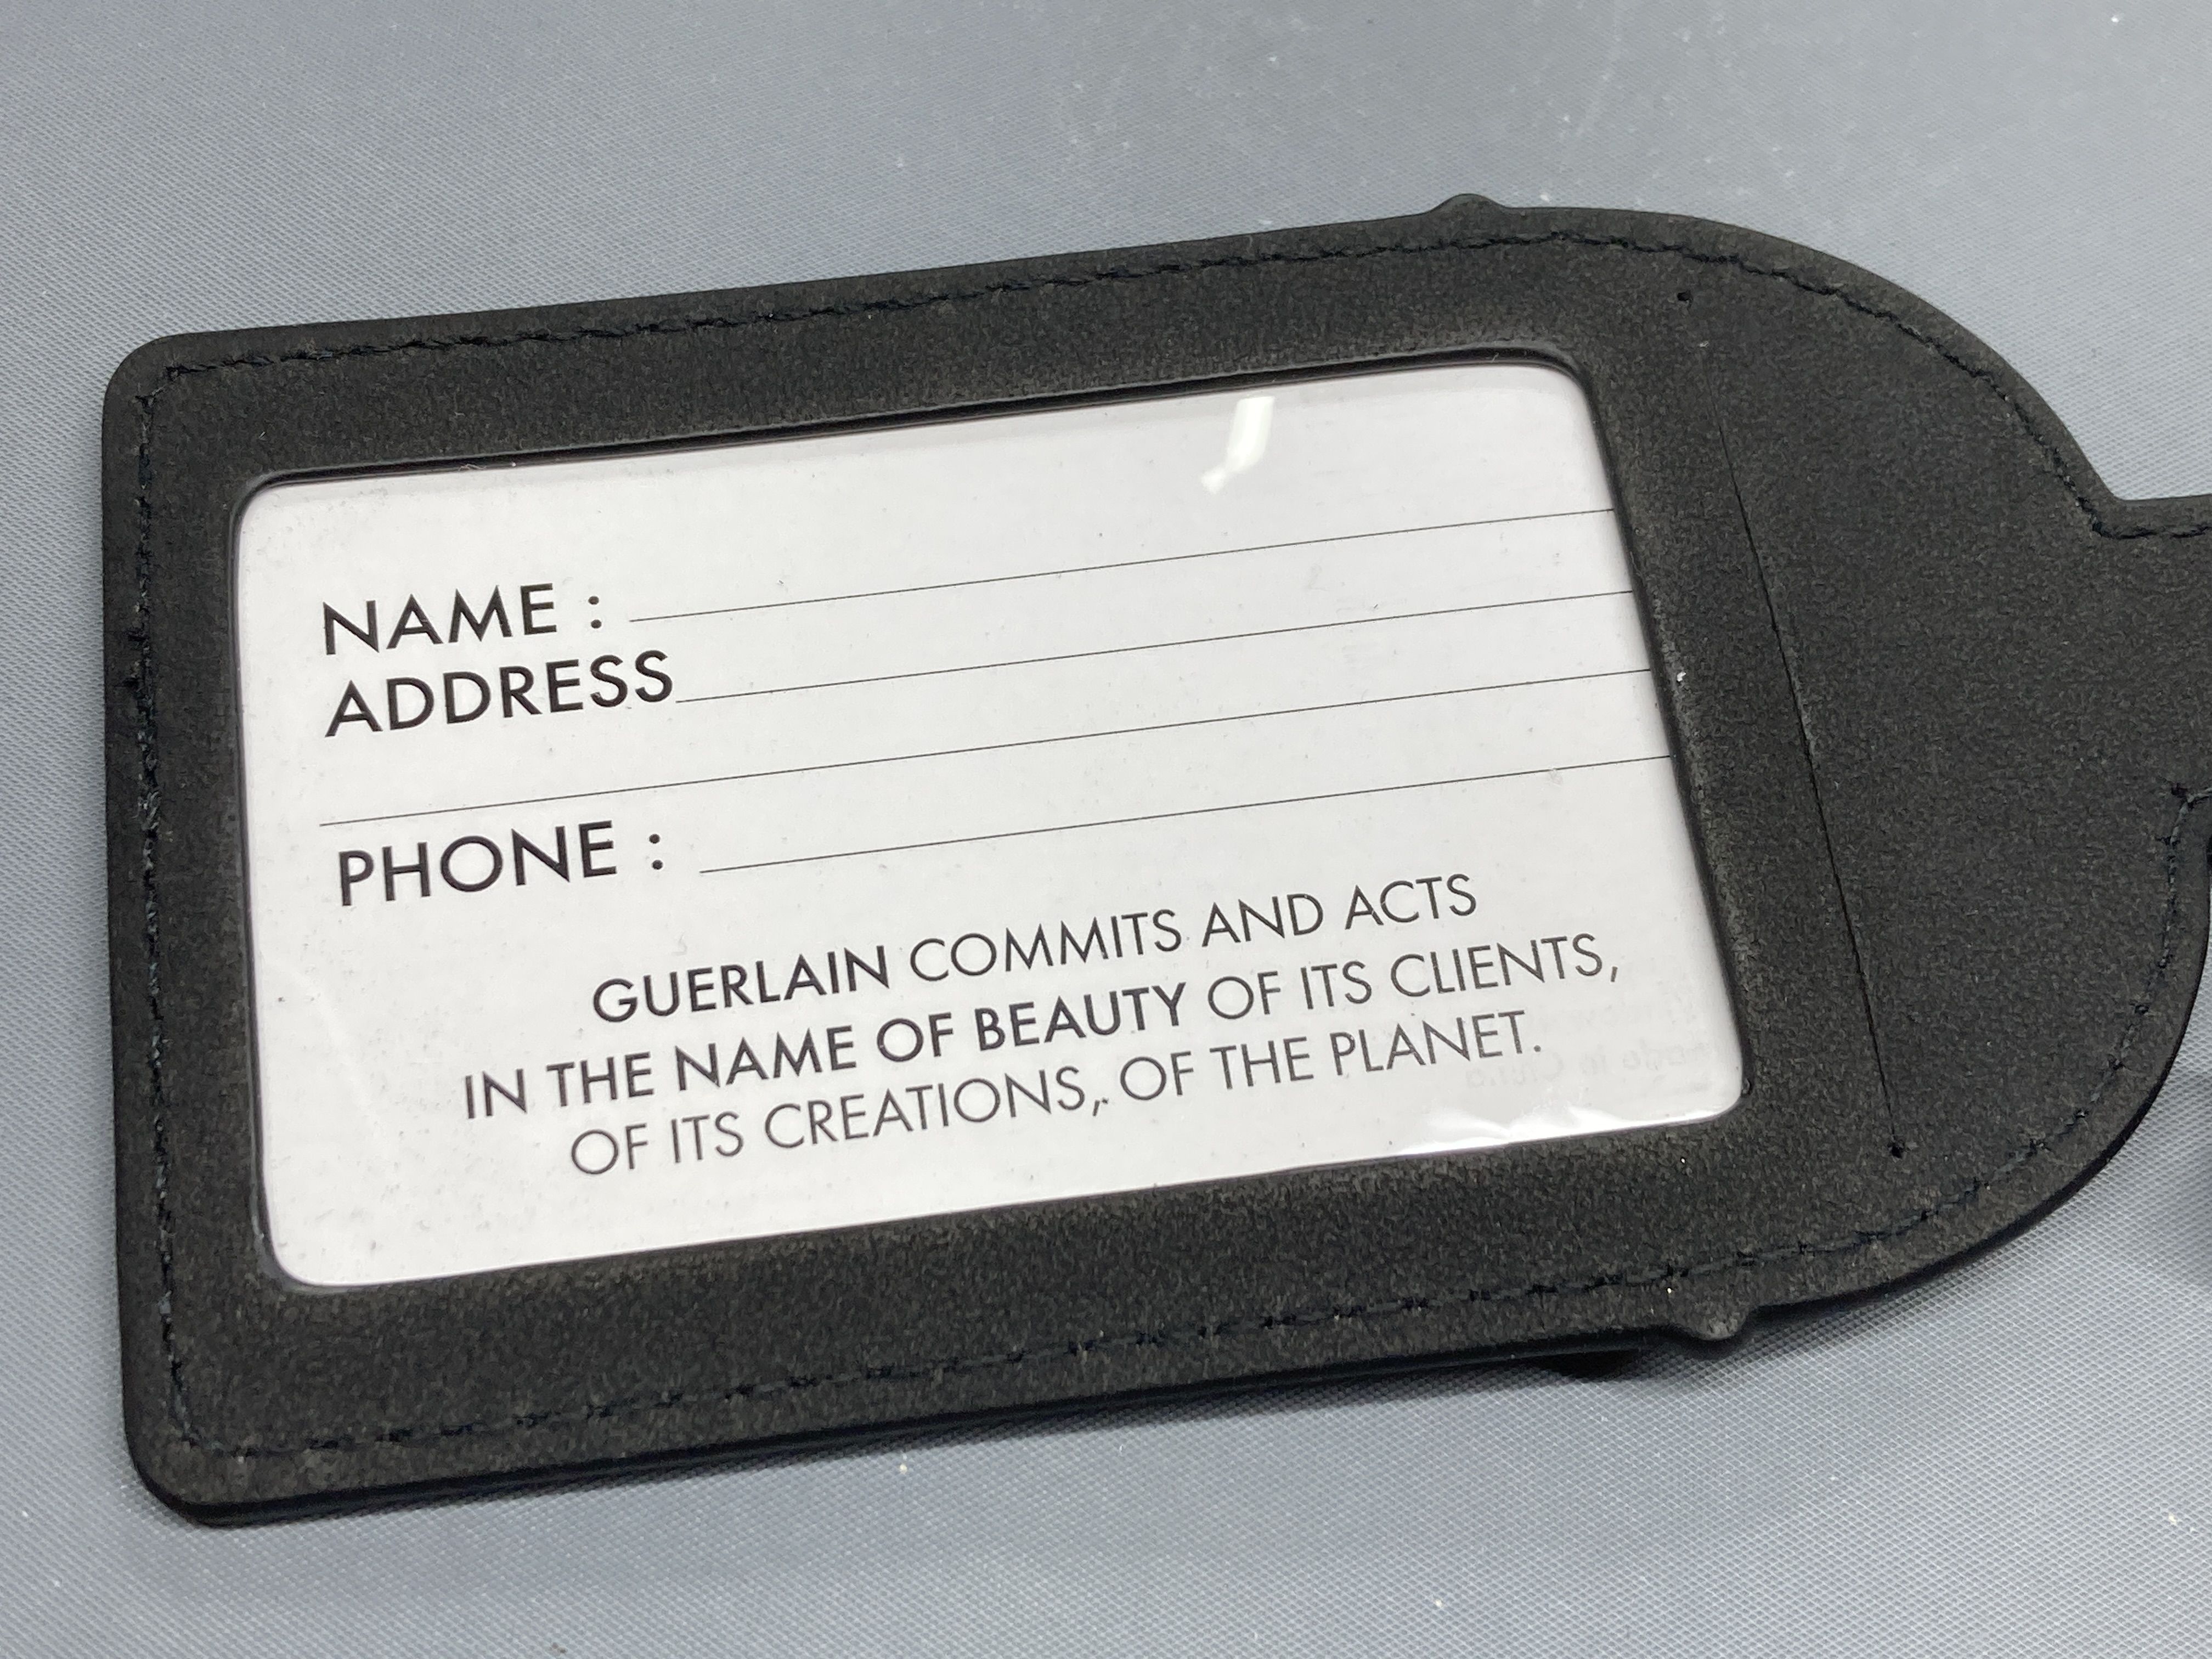 NAME :
ADDRESS
PHONE :
GUERLAIN COMMITS AND ACTS
IN THE NAME OF BEAUTY OF ITS CLIENTS,
OF ITS CREATIONS, OF THE PLANET.